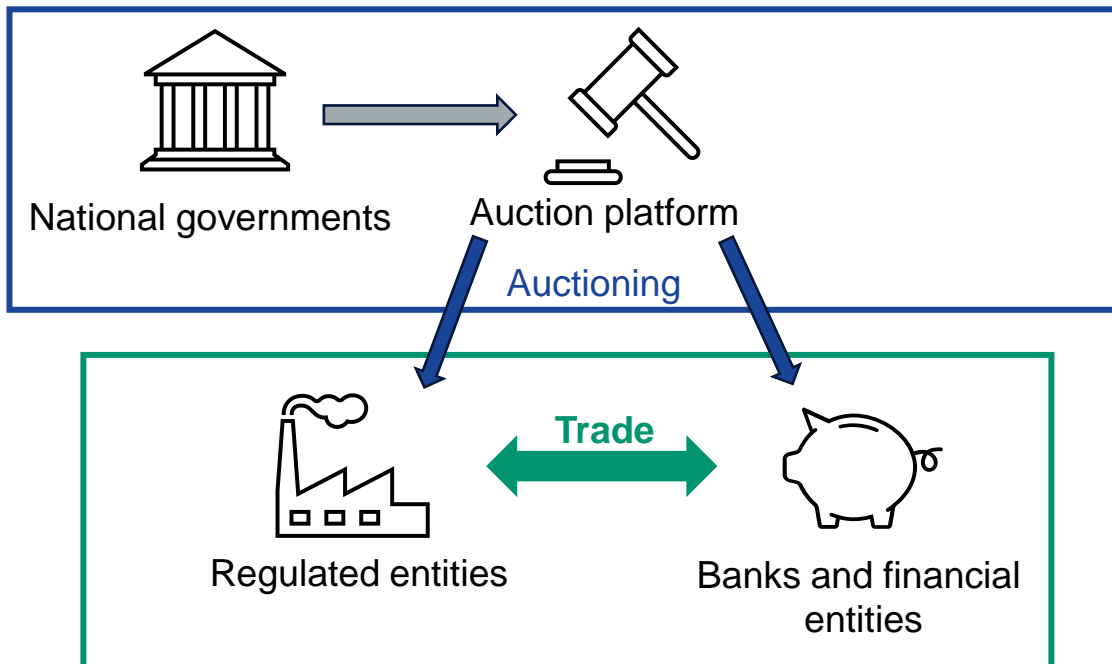 National governments
Auction platform
Auctioning
Trade
Regulated entities
Banks and financial
entities